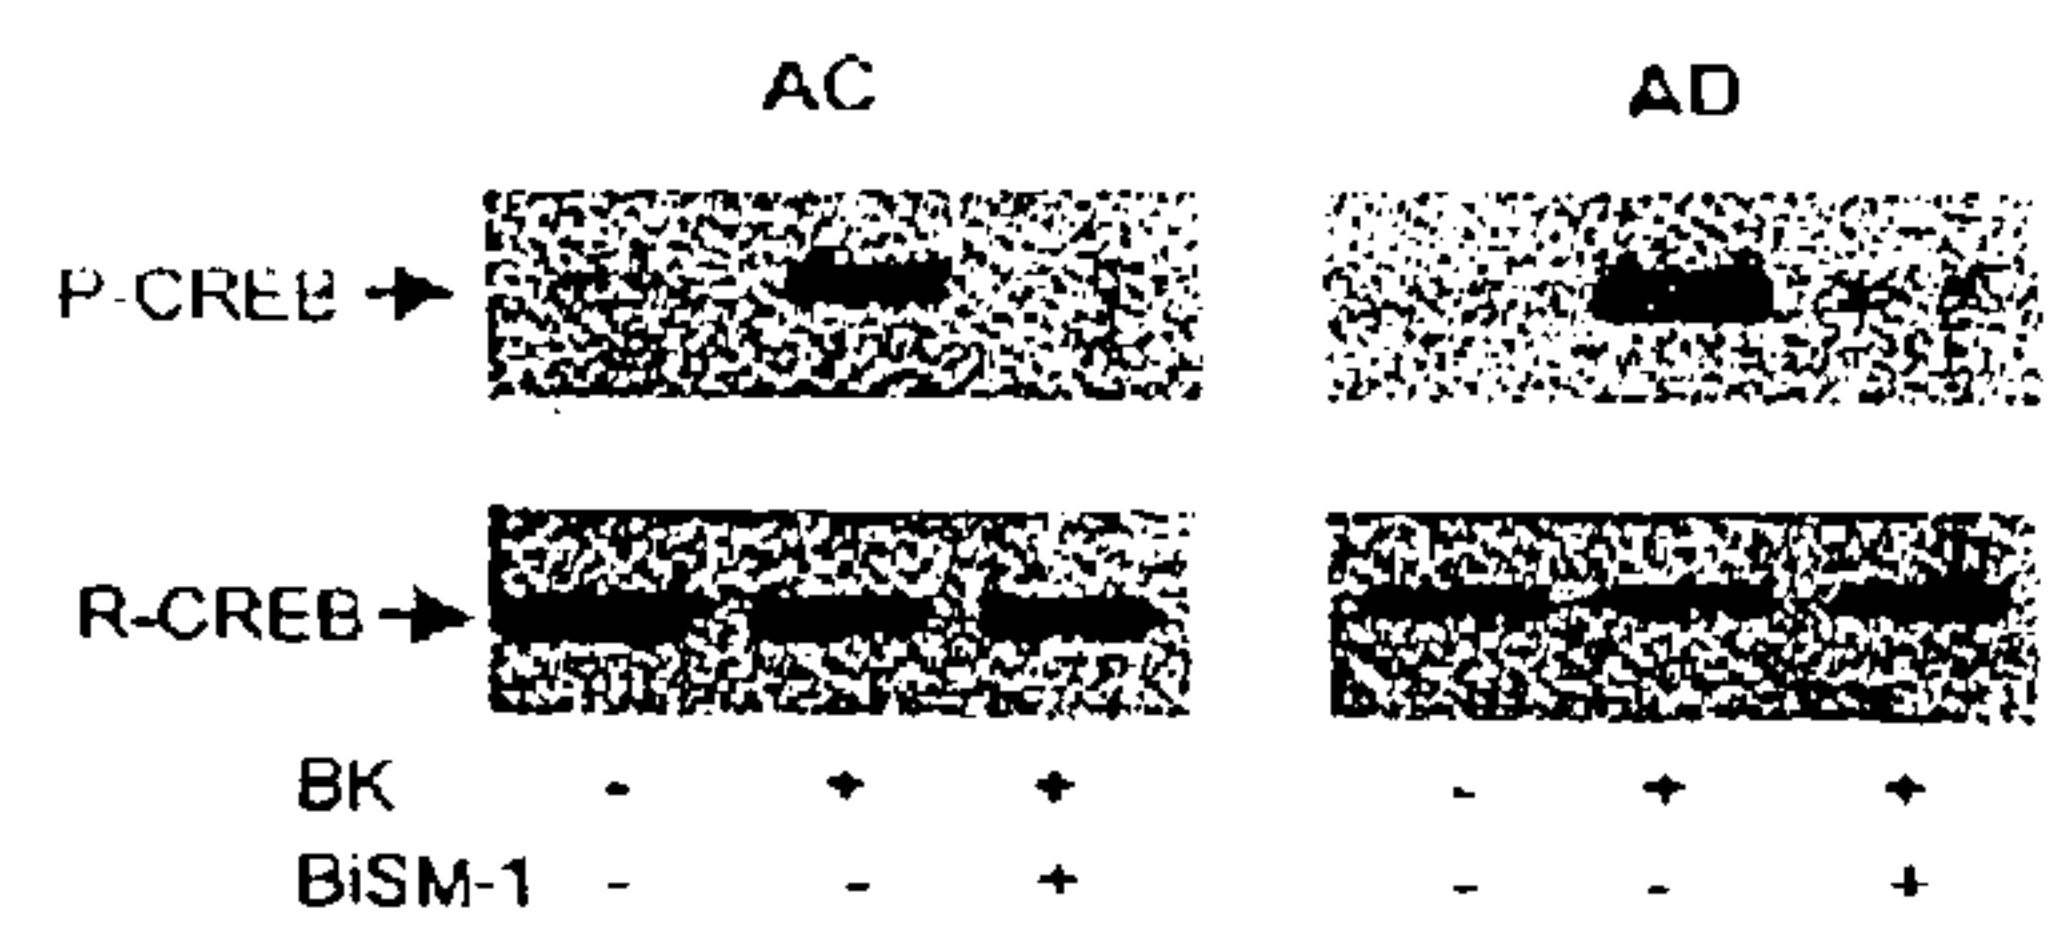 AC AD
P-CREB
R-CREB
BK - + + - + +
BiSM-1 - - + - - +